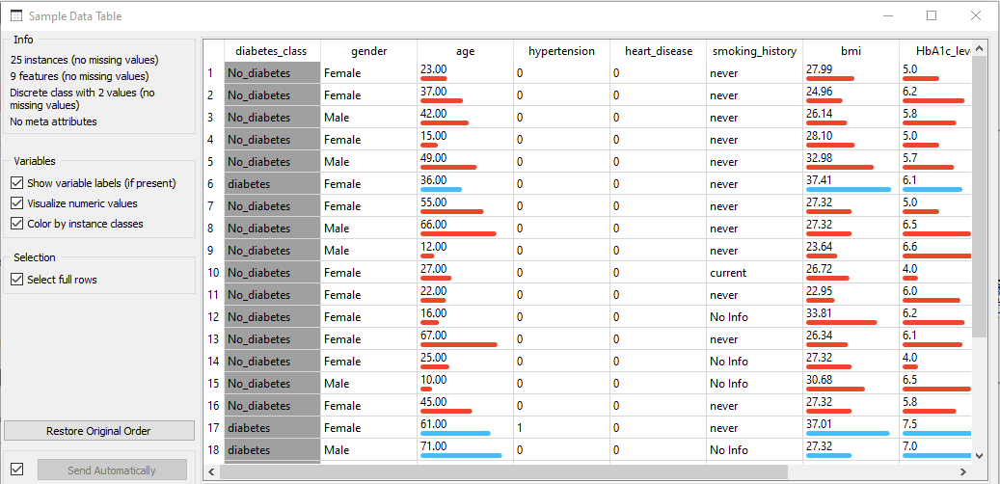 Sample Data Table
Info
25 instances (no missing values)
9 features (no missing values)
Discrete class with 2 values (no
missing values)
No meta attributes
Variables
Show variable labels (if present)
Visualize numeric values
Color by instance classes
Selection
Select full rows
Restore Original Order
Send Automatically
diabetes_class gender age hypertension heart_disease smoking_history bmi HbA1c_lev
1 No_diabetes Female 23.00 0 0 never 27.99 5.0
2 No_diabetes Female 37.00 0 0 never 24.96 6.2
3 No_diabetes Male 42.00 0 0 never 26.14 5.8
4 No_diabetes Female 15.00 0 0 never 28.10 5.0
5 No_diabetes Male 49.00 0 0 never 32.98 5.7
6 diabetes Female 36.00 0 0 never 37.41 6.1
7 No_diabetes Female 55.00 0 0 never 27.32 5.0
8 No_diabetes Male 66.00 0 0 never 27.32 6.5
9 No_diabetes Male 12.00 0 0 never 23.64 6.6
10 No_diabetes Female 27.00 0 0 current 26.72 4.0
11 No_diabetes Female 22.00 0 0 never 22.95 6.0
12 No_diabetes Female 16.00 0 0 No Info 33.81 6.2
13 No_diabetes Female 67.00 0 0 never 26.34 6.1
14 No_diabetes Female 25.00 0 0 No Info 27.32 4.0
15 No_diabetes Male 10.00 0 0 No Info 30.68 6.5
16 No_diabetes Female 45.00 0 0 never 27.32 5.8
17 diabetes Female 61.00 1 0 never 37.01 7.5
18 diabetes Male 71.00 0 0 No Info 27.32 7.0